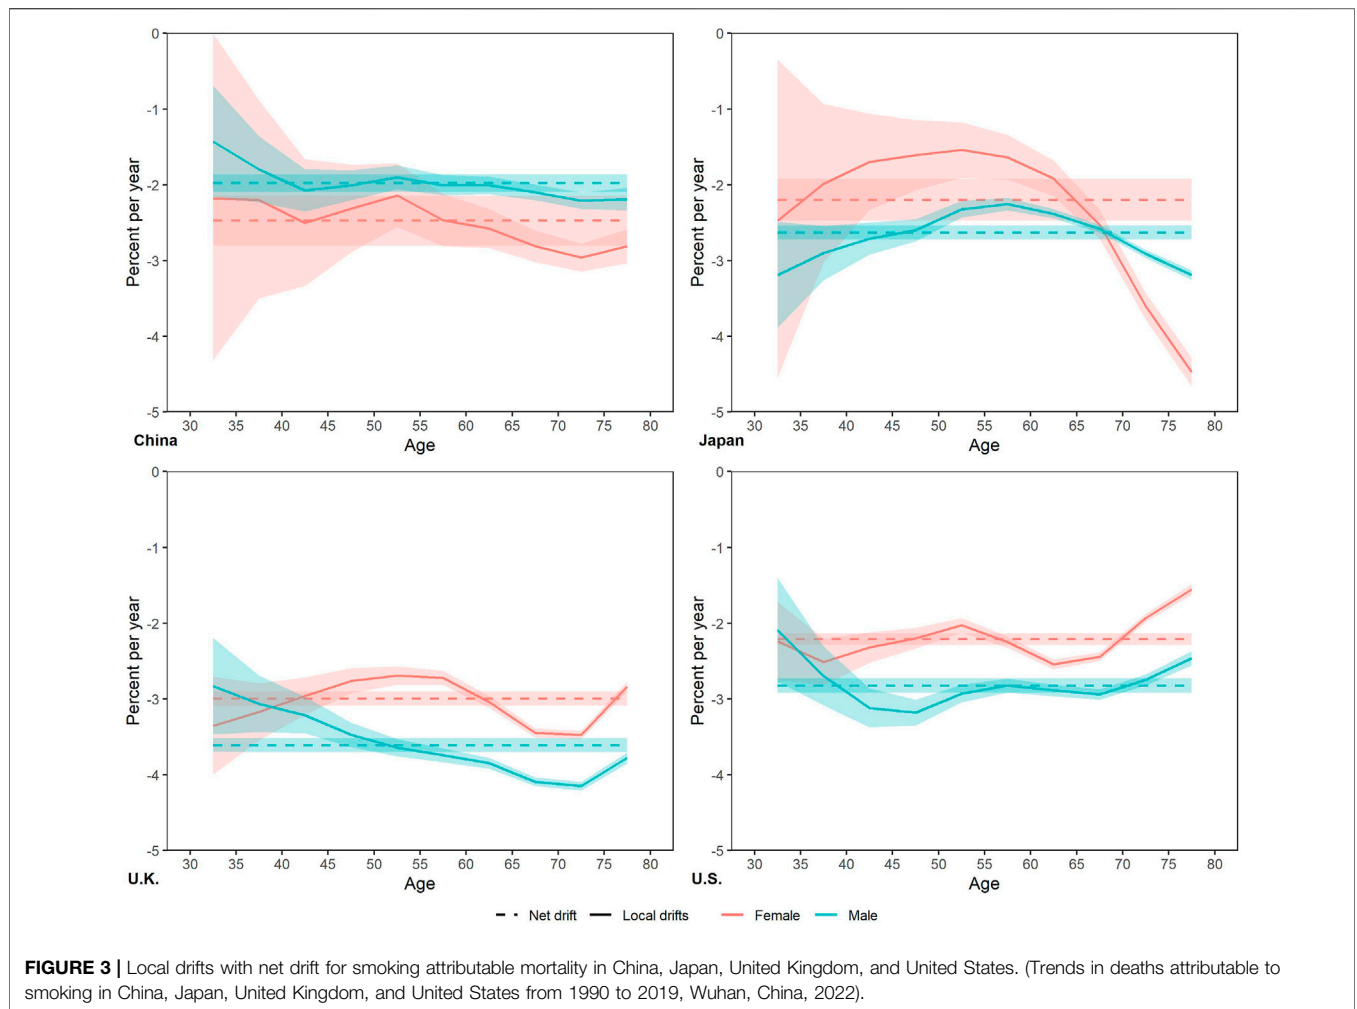 0
-1
-2
-3
-4
-5
Percent per year
30 35 40 45 50 55 60 65 70 75 80
China
Age
0
-1
-2
-3
-4
-5
Percent per year
30 35 40 45 50 55 60 65 70 75 80
Japan
Age
0
-1
-2
-3
-4
-5
Percent per year
30 35 40 45 50 55 60 65 70 75 80
U.K.
Age
0
-1
-2
-3
-4
-5
Percent per year
30 35 40 45 50 55 60 65 70 75 80
U.S.
Age
Net drift Local drifts Female Male
FIGURE 3 | Local drifts with net drift for smoking attributable mortality in China, Japan, United Kingdom, and United States. (Trends in deaths attributable to
smoking in China, Japan, United Kingdom, and United States from 1990 to 2019, Wuhan, China, 2022).